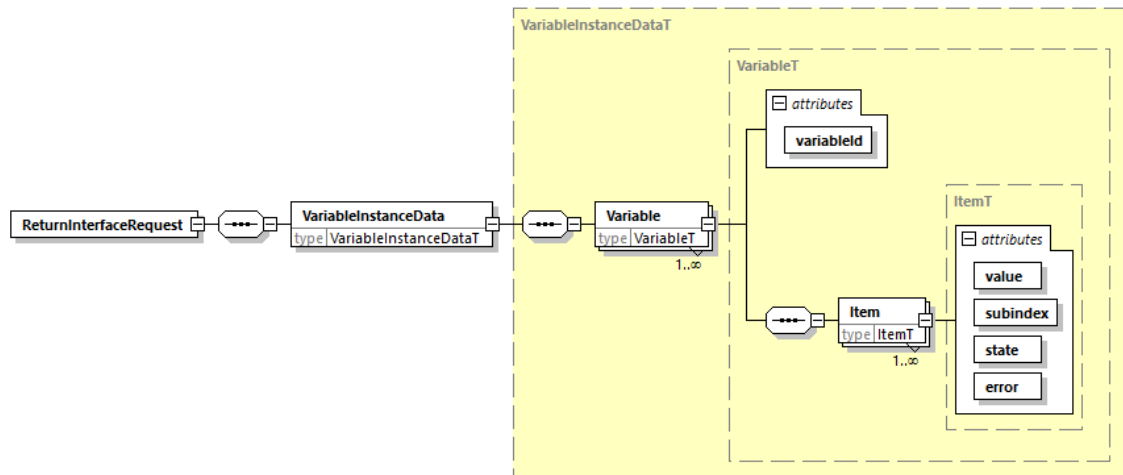 VariableInstanceDataT
VariableT
attributes
variableId
ReturnInterfaceRequest
VariableInstanceData
type VariableInstanceDataT
Variable
type VariableT
1..∞
ItemT
attributes
value
subindex
state
error
Item
type ItemT
1..∞